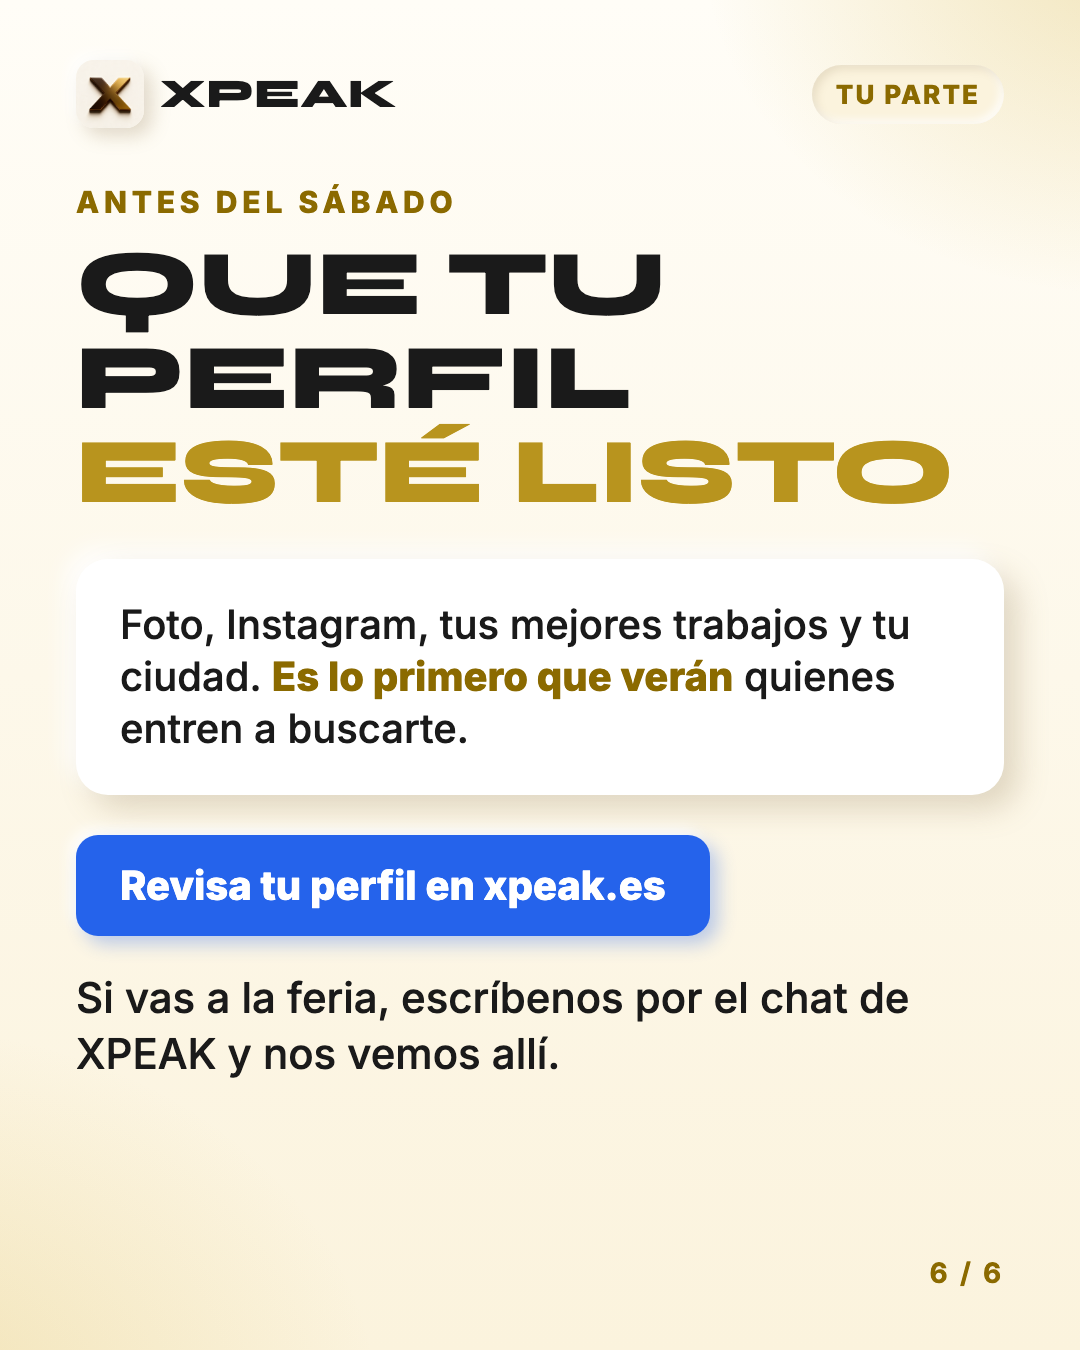 XPEAK
TU PARTE
ANTES DEL SÁBADO
QUE TU
PERFIL
ESTÉ LISTO
Foto, Instagram, tus mejores trabajos y tu
ciudad. Es lo primero que verán quienes
entren a buscarte.
Revisa tu perfil en xpeak.es
Si vas a la feria, escríbenos por el chat de
XPEAK y nos vemos allí.
6 / 6